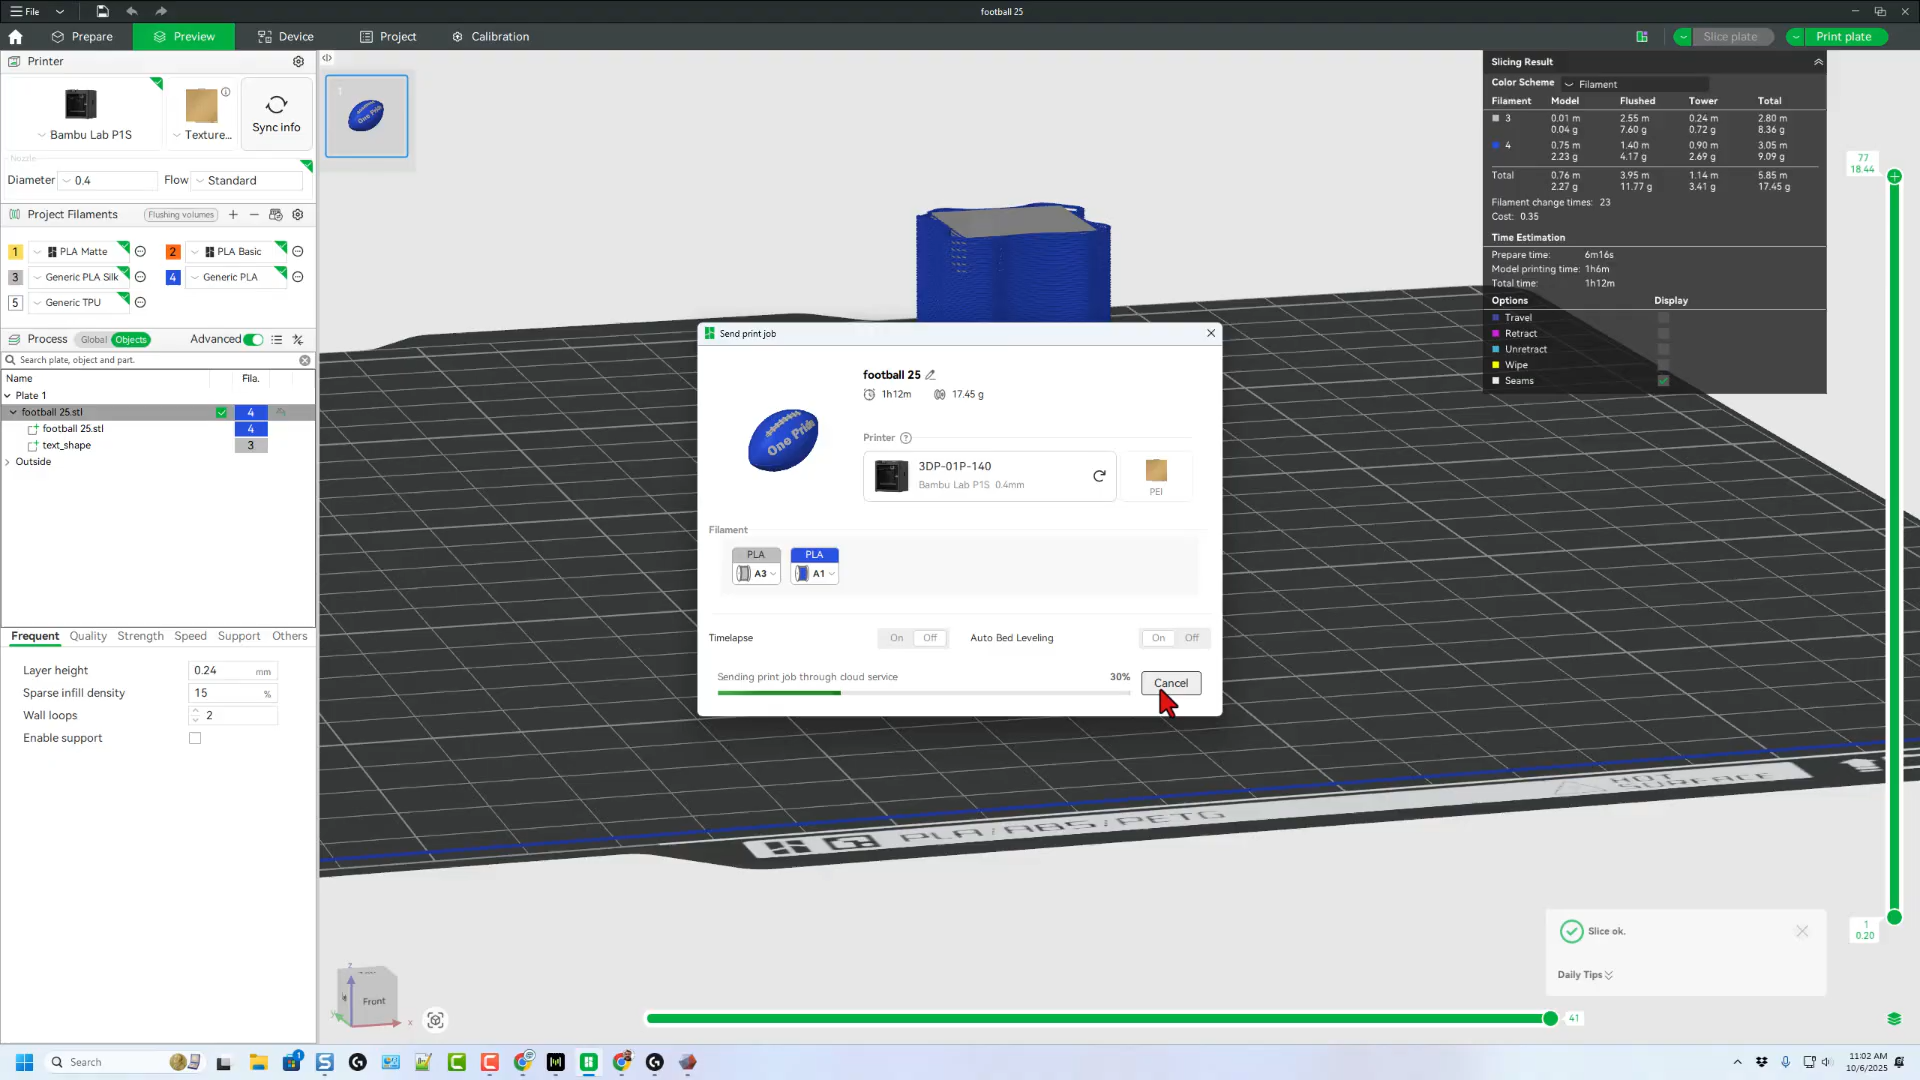 File
football 25
Prepare
Preview
Device
Project
Calibration
Slice plate
Print plate
Printer
Bambu Lab P1S
Texture...
Sync info
Nozzle
Diameter 0.4 Flow Standard
Project Filaments Flushing volumes
1 PLA Matte 2 PLA Basic
3 Generic PLA Silk 4 Generic PLA
5 Generic TPU
Process Global Objects Advanced
Search plate, object and part.
Name Fila.
Plate 1
football 25.stl 4
football 25.stl 4
text_shape 3
Outside
Frequent Quality Strength Speed Support Others
Layer height 0.24 mm
Sparse infill density 15 %
Wall loops 2
Enable support
1
One Pride
Slicing Result
Color Scheme Filament
Filament Model Flushed Tower Total
3 0.01 m 2.55 m 0.24 m 2.80 m
0.04 g 7.60 g 0.72 g 8.36 g
4 0.75 m 1.40 m 0.90 m 3.05 m
2.23 g 4.17 g 2.69 g 9.09 g
Total 0.76 m 3.95 m 1.14 m 5.85 m
2.27 g 11.77 g 3.41 g 17.45 g
Filament change times: 23
Cost: 0.35
Time Estimation
Prepare time: 6m16s
Model printing time: 1h6m
Total time: 1h12m
Options Display
Travel
Retract
Unretract
Wipe
Seams
77
18.44
1
0.20
Send print job
football 25
1h12m 17.45 g
One Pride
Printer
3DP-01P-140
Bambu Lab P1S 0.4mm
PEI
Filament
PLA PLA
A3 A1
Timelapse On Off Auto Bed Leveling On Off
Sending print job through cloud service 30%
Cancel
PLA/ABS/PETG
HOT
SURFACE
Slice ok.
Daily Tips
Front
z
y
x
41
Search
11:02 AM
10/6/2025